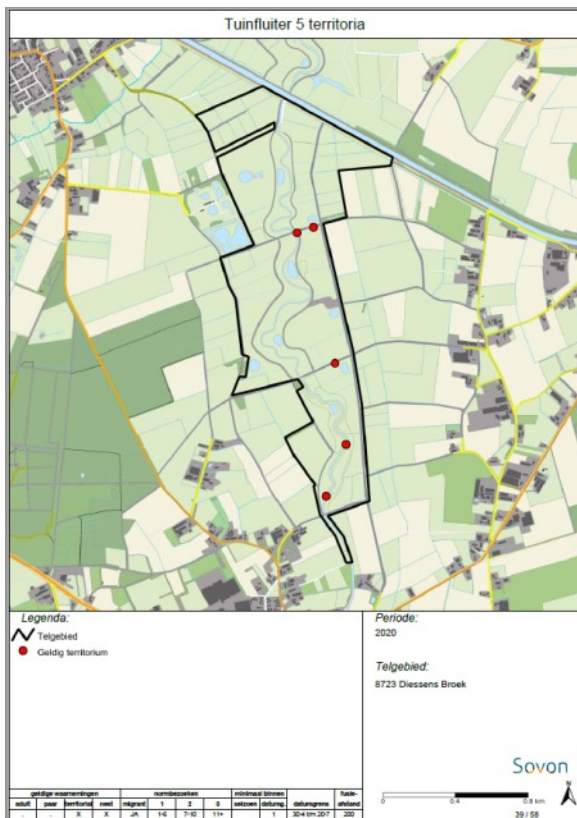 Tuinfluiter 5 territoria
Legenda:
Telgebied
Geldig territorium
Periode:
2020
Telgebied:
8723 Diessens Broek
Sovon
0 0.4 0.8 km
N
39 / 58
geldige waarnemingen normbezoeken minimaal binnen fusie-
adult paar territoriaal nest migrant 1 2 3 seizoen datumg. datumgrens afstand
. . X X JA 1-6 7-10 11+ 1 30-4 t/m 20-7 200